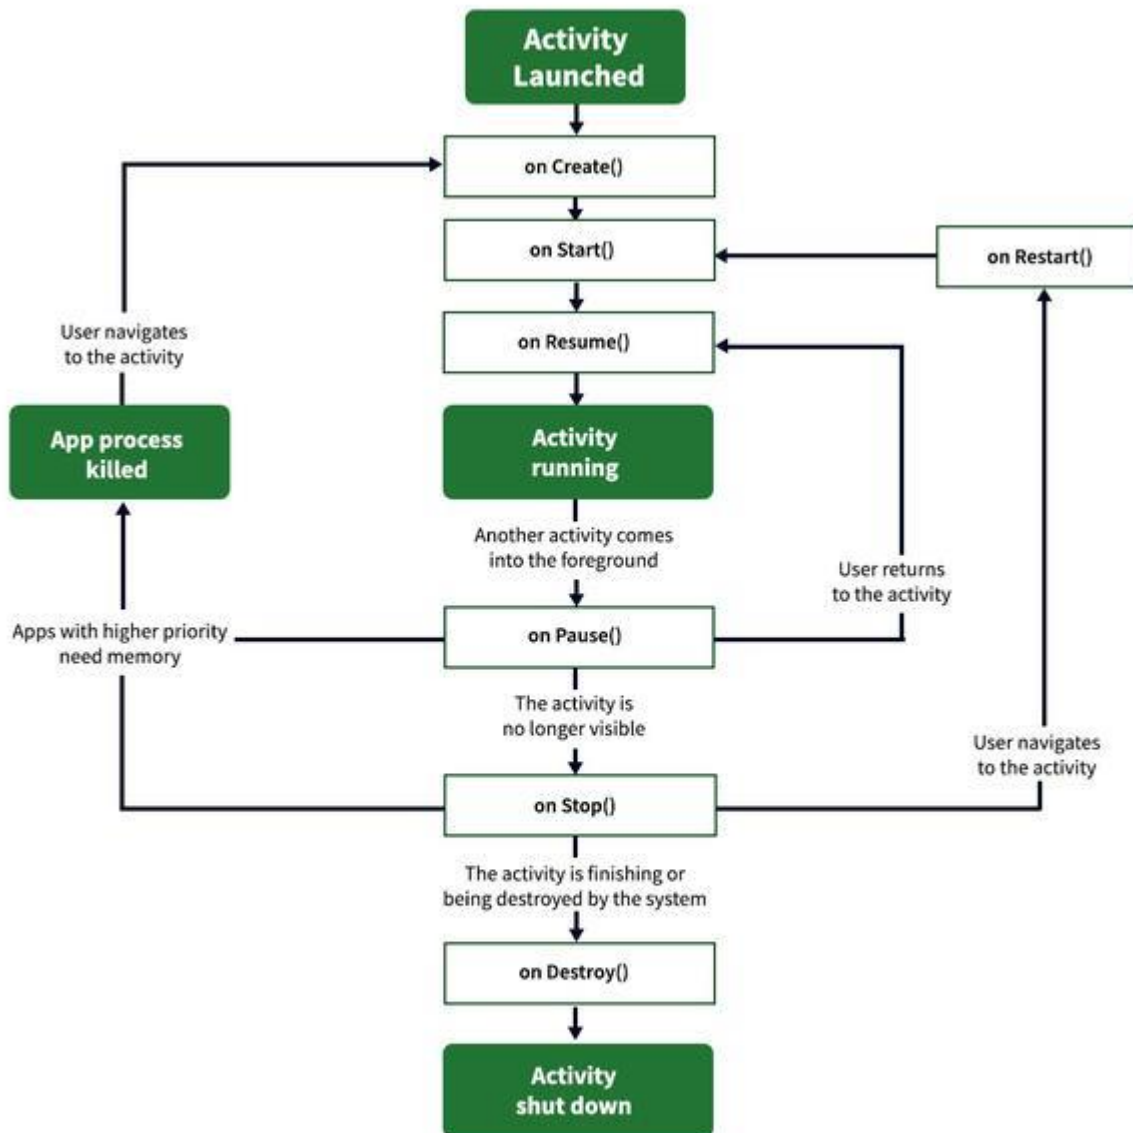 Activity
Launched
on Create()
on Start()
on Restart()
on Resume()
User navigates
to the activity
App process
killed
Activity
running
Another activity comes
into the foreground
User returns
to the activity
Apps with higher priority
need memory
on Pause()
The activity is
no longer visible
User navigates
to the activity
on Stop()
The activity is finishing or
being destroyed by the system
on Destroy()
Activity
shut down